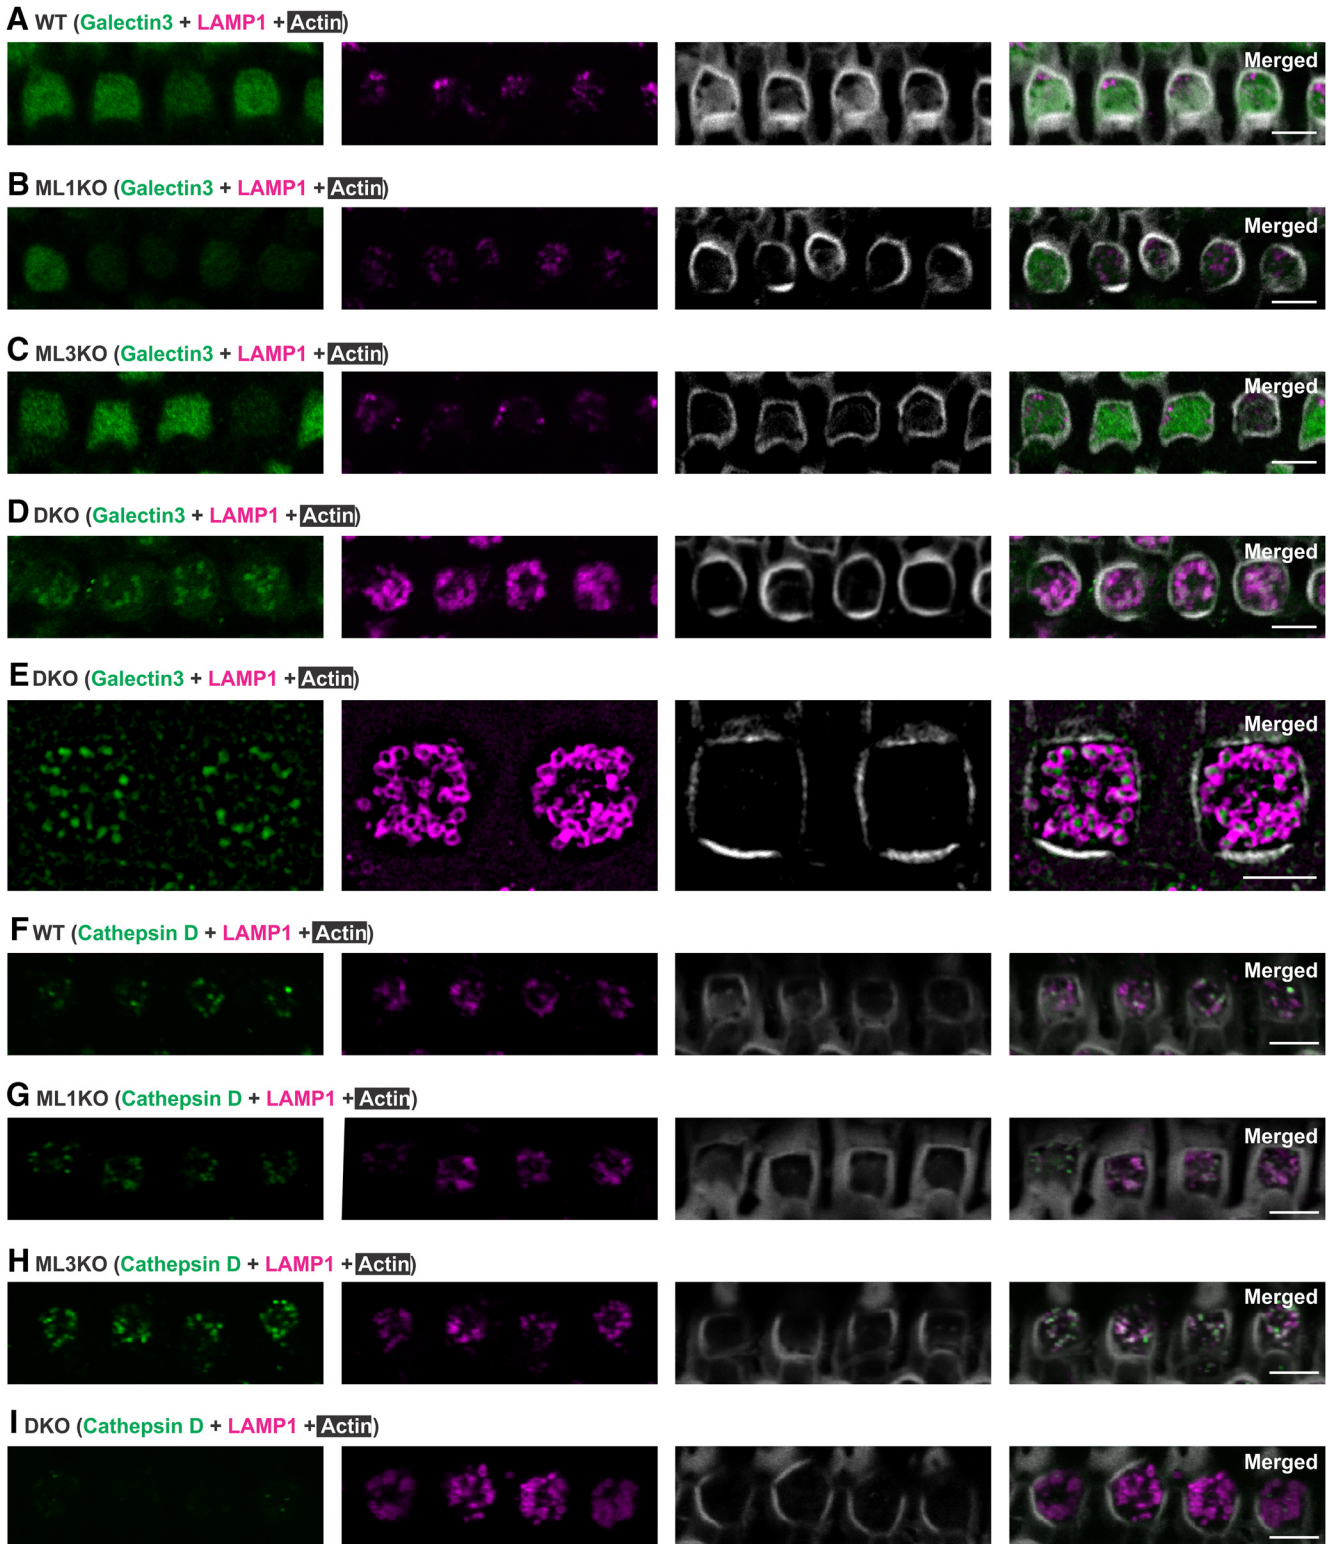 A WT (Galectin3 + LAMP1 + Actin)
Merged
B ML1KO (Galectin3 + LAMP1 + Actin)
Merged
C ML3KO (Galectin3 + LAMP1 + Actin)
Merged
D DKO (Galectin3 + LAMP1 + Actin)
Merged
E DKO (Galectin3 + LAMP1 + Actin)
Merged
F WT (Cathepsin D + LAMP1 + Actin)
Merged
G ML1KO (Cathepsin D + LAMP1 + Actin)
Merged
H ML3KO (Cathepsin D + LAMP1 + Actin)
Merged
I DKO (Cathepsin D + LAMP1 + Actin)
Merged